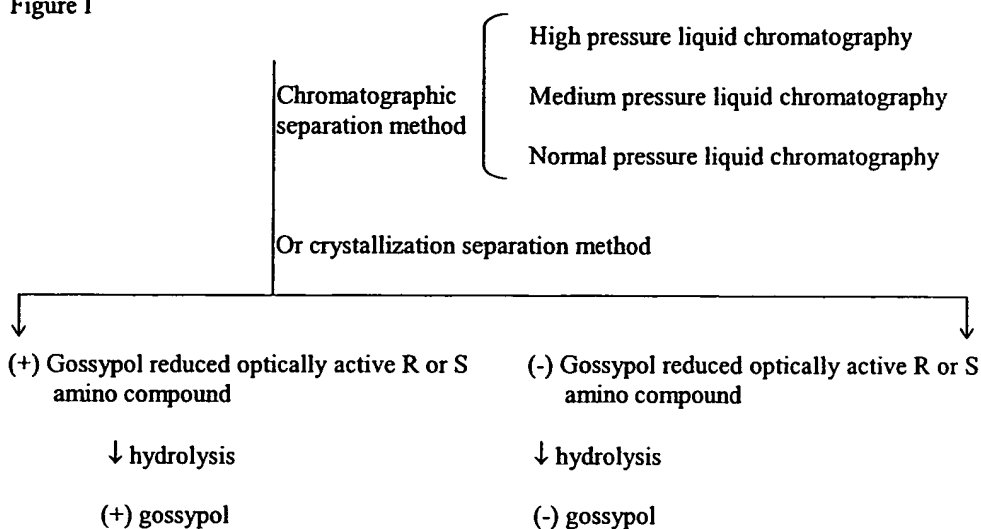 Figure 1
High pressure liquid chromatography
Chromatographic
separation method
Medium pressure liquid chromatography
Normal pressure liquid chromatography
Or crystallization separation method
(+) Gossypol reduced optically active R or S
amino compound
(-) Gossypol reduced optically active R or S
amino compound
↓ hydrolysis
↓ hydrolysis
(+) gossypol
(-) gossypol